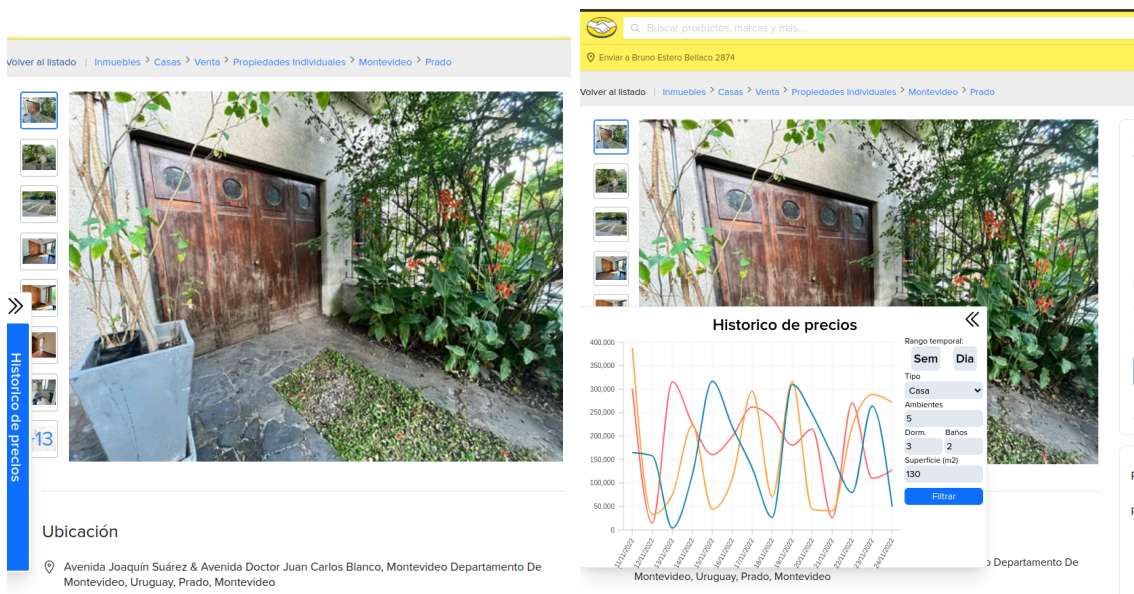 Volver al listado | Inmuebles > Casas > Venta > Propiedades Individuales > Montevideo > Prado
Historico de precios
+13
Ubicación
Avenida Joaquín Suárez & Avenida Doctor Juan Carlos Blanco, Montevideo Departamento De
Montevideo, Uruguay, Prado, Montevideo
Buscar productos, marcas y más...
Enviar a Bruno Estero Bellaco 2874
Volver al listado | Inmuebles > Casas > Venta > Propiedades Individuales > Montevideo > Prado
Historico de precios
400,000
350,000
300,000
250,000
200,000
150,000
100,000
50,000
0
11/11/2022
12/11/2022
13/11/2022
14/11/2022
15/11/2022
16/11/2022
17/11/2022
18/11/2022
19/11/2022
20/11/2022
21/11/2022
22/11/2022
23/11/2022
24/11/2022
Rango temporal:
Sem Dia
Tipo
Casa
Ambientes
5
Dorm. Baños
3 2
Superficie (m2)
130
Filtrar
o Departamento De
Montevideo, Uruguay, Prado, Montevideo